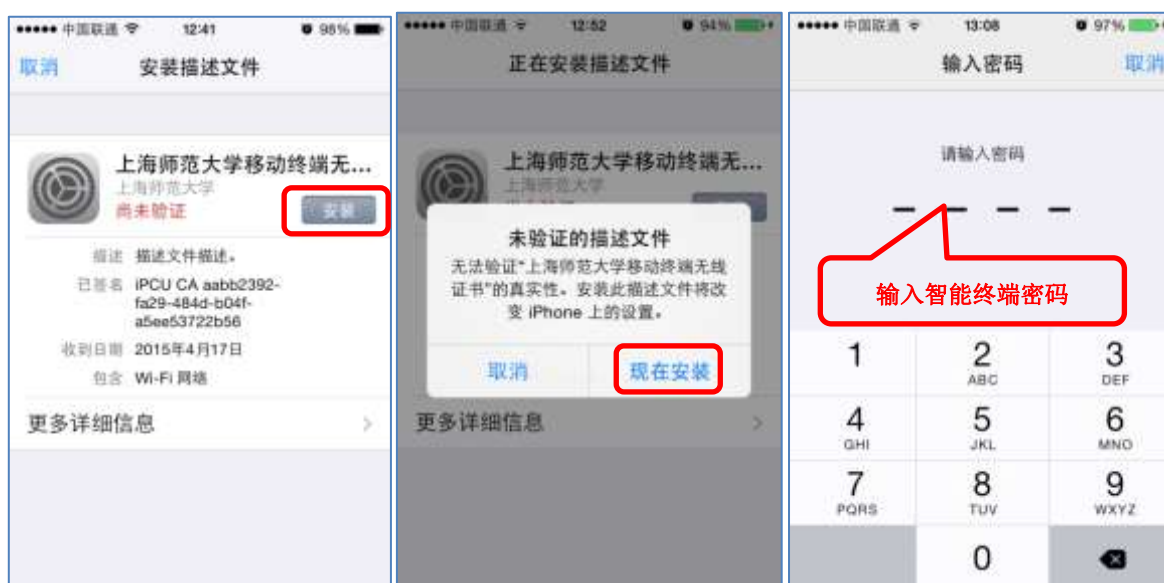 中国联通 12:41 98%
取消 安装描述文件
上海师范大学移动终端无...
上海师范大学
尚未验证 安装
描述 描述文件描述。
已签名 iPCU CA aabb2392-
fa29-484d-b04f-
a5ee53722b56
收到日期 2015年4月17日
包含 Wi-Fi 网络
更多详细信息
中国联通 12:52 94%
正在安装描述文件
上海师范大学移动终端无...
上海师范大学
未验证的描述文件
无法验证“上海师范大学移动终端无线
证书”的真实性。安装此描述文件将改
变 iPhone 上的设置。
取消 现在安装
更多详细信息
中国联通 13:08 97%
输入密码 取消
请输入密码
输入智能终端密码
1 2 3
ABC DEF
4 5 6
GHI JKL MNO
7 8 9
PQRS TUV WXYZ
0